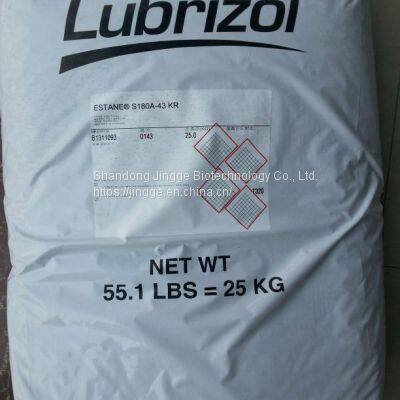 Lubrizol
ESTANE® S180A-43 KR
B1311093 0143 25.0
Shandong Jingge Biotechnology Co., Ltd.
https://jingge.en.china.cn/
NET WT
55.1 LBS = 25 KG